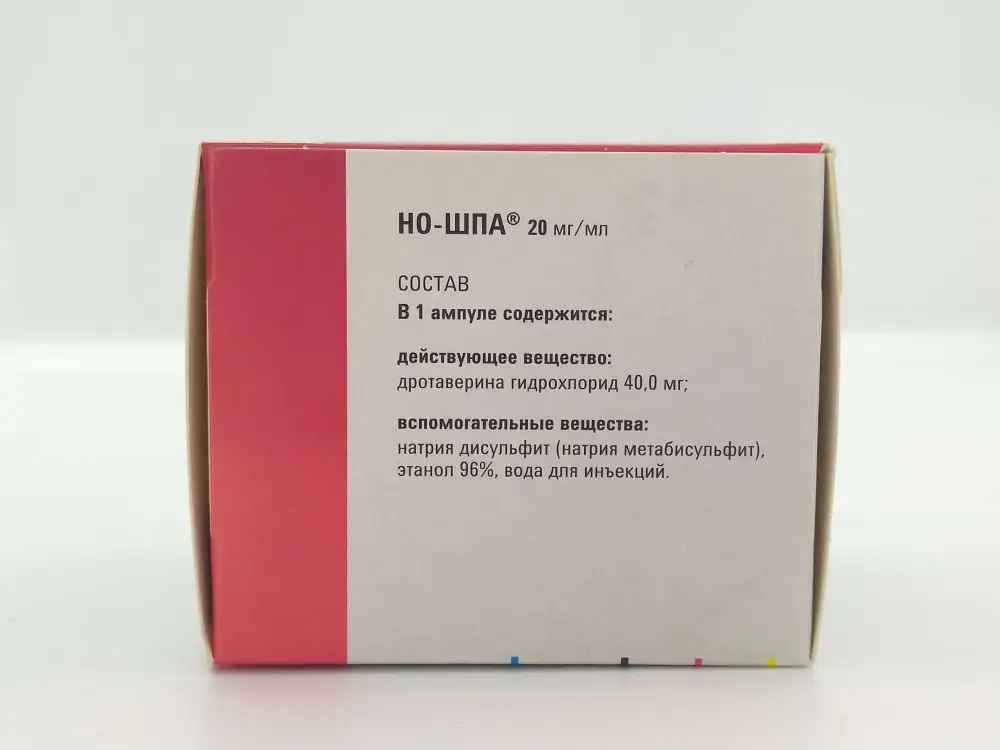 НО-ШПА® 20 мг/мл
СОСТАВ
В 1 ампуле содержится:
действующее вещество:
дротаверина гидрохлорид 40,0 мг;
вспомогательные вещества:
натрия дисульфит (натрия метабисульфит),
этанол 96%, вода для инъекций.